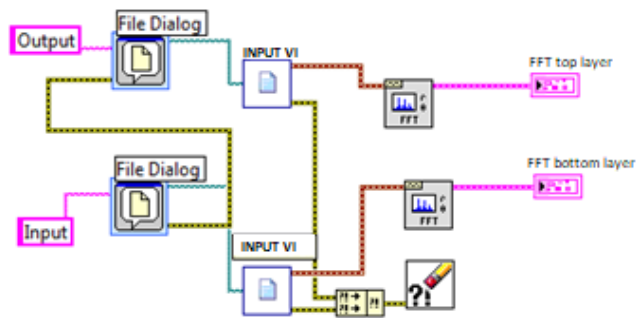 File Dialog
Output
INPUT VI
FFT top layer
FFT
File Dialog
FFT bottom layer
FFT
Input
INPUT VI
?!
?!
?!
?!